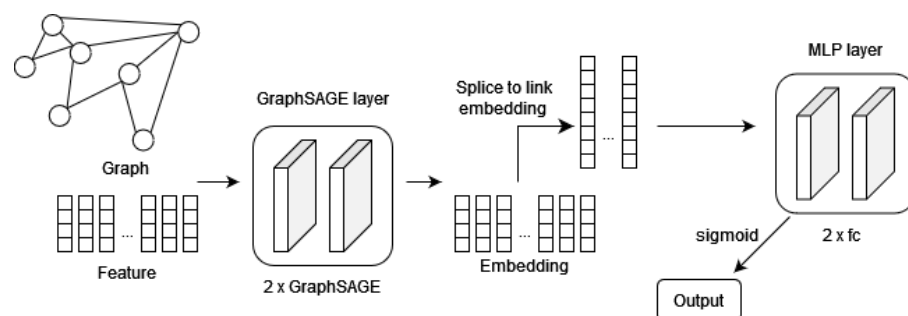 Graph
...
Feature
GraphSAGE layer
2 x GraphSAGE
Splice to link
embedding
...
...
Embedding
MLP layer
2 x fc
sigmoid
Output